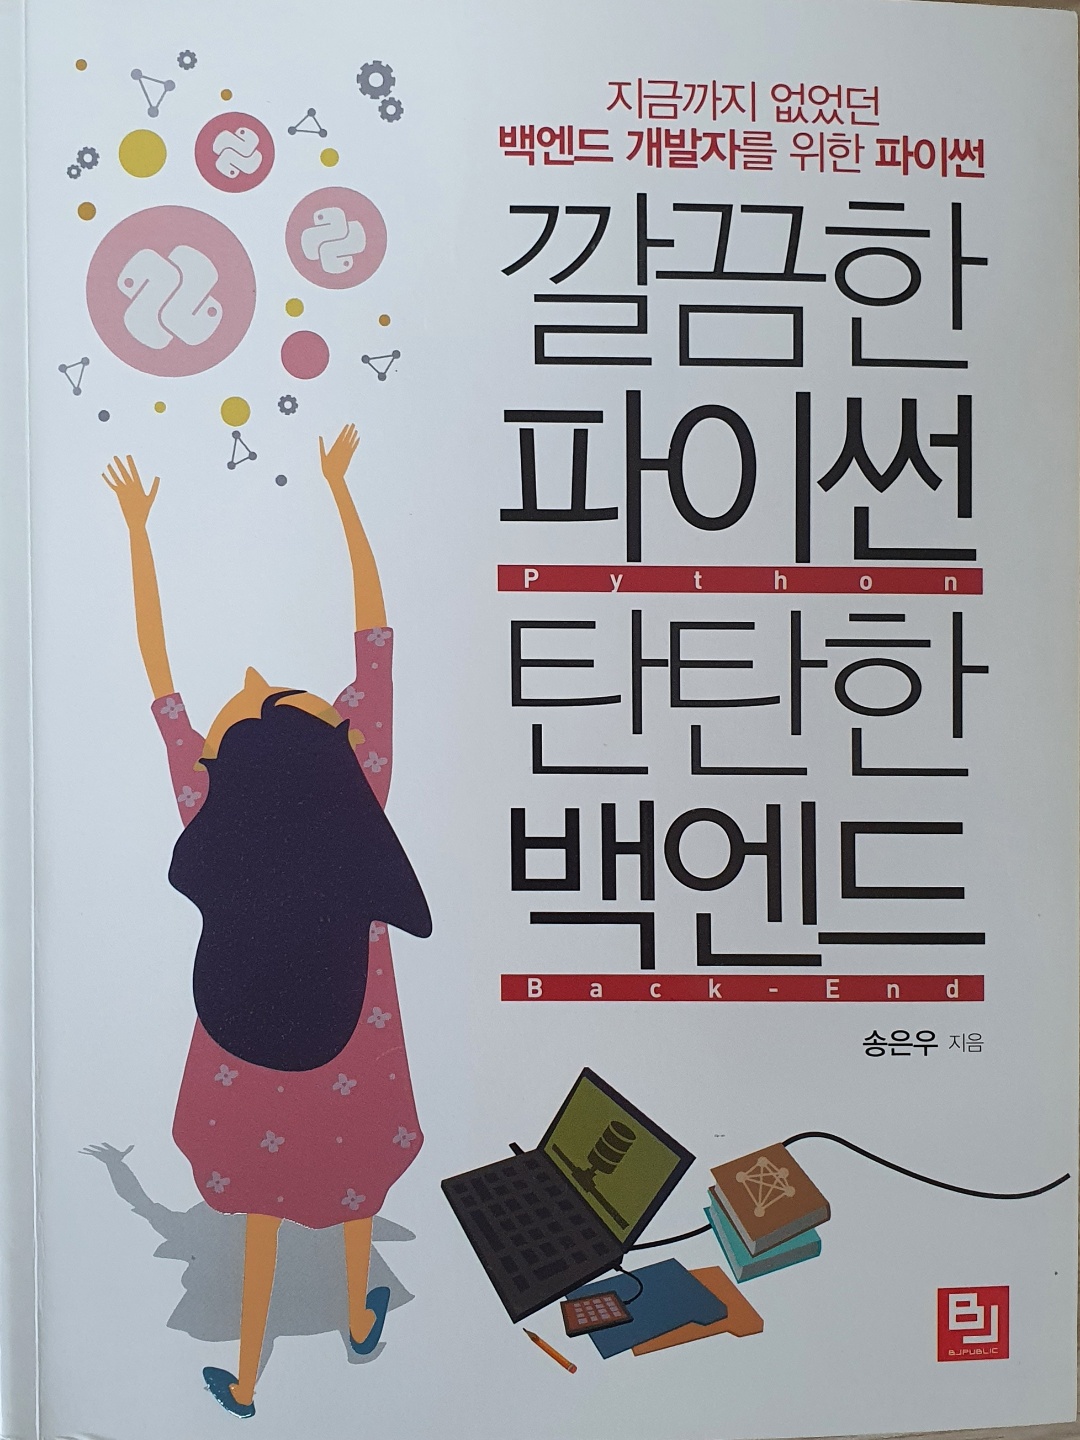 지금까지 없었던
백엔드 개발자를 위한 파이썬
깔끔한
파이썬
Python
탄탄한
백엔드
Back-End
송은우 지음
BJ
BJPUBLIC